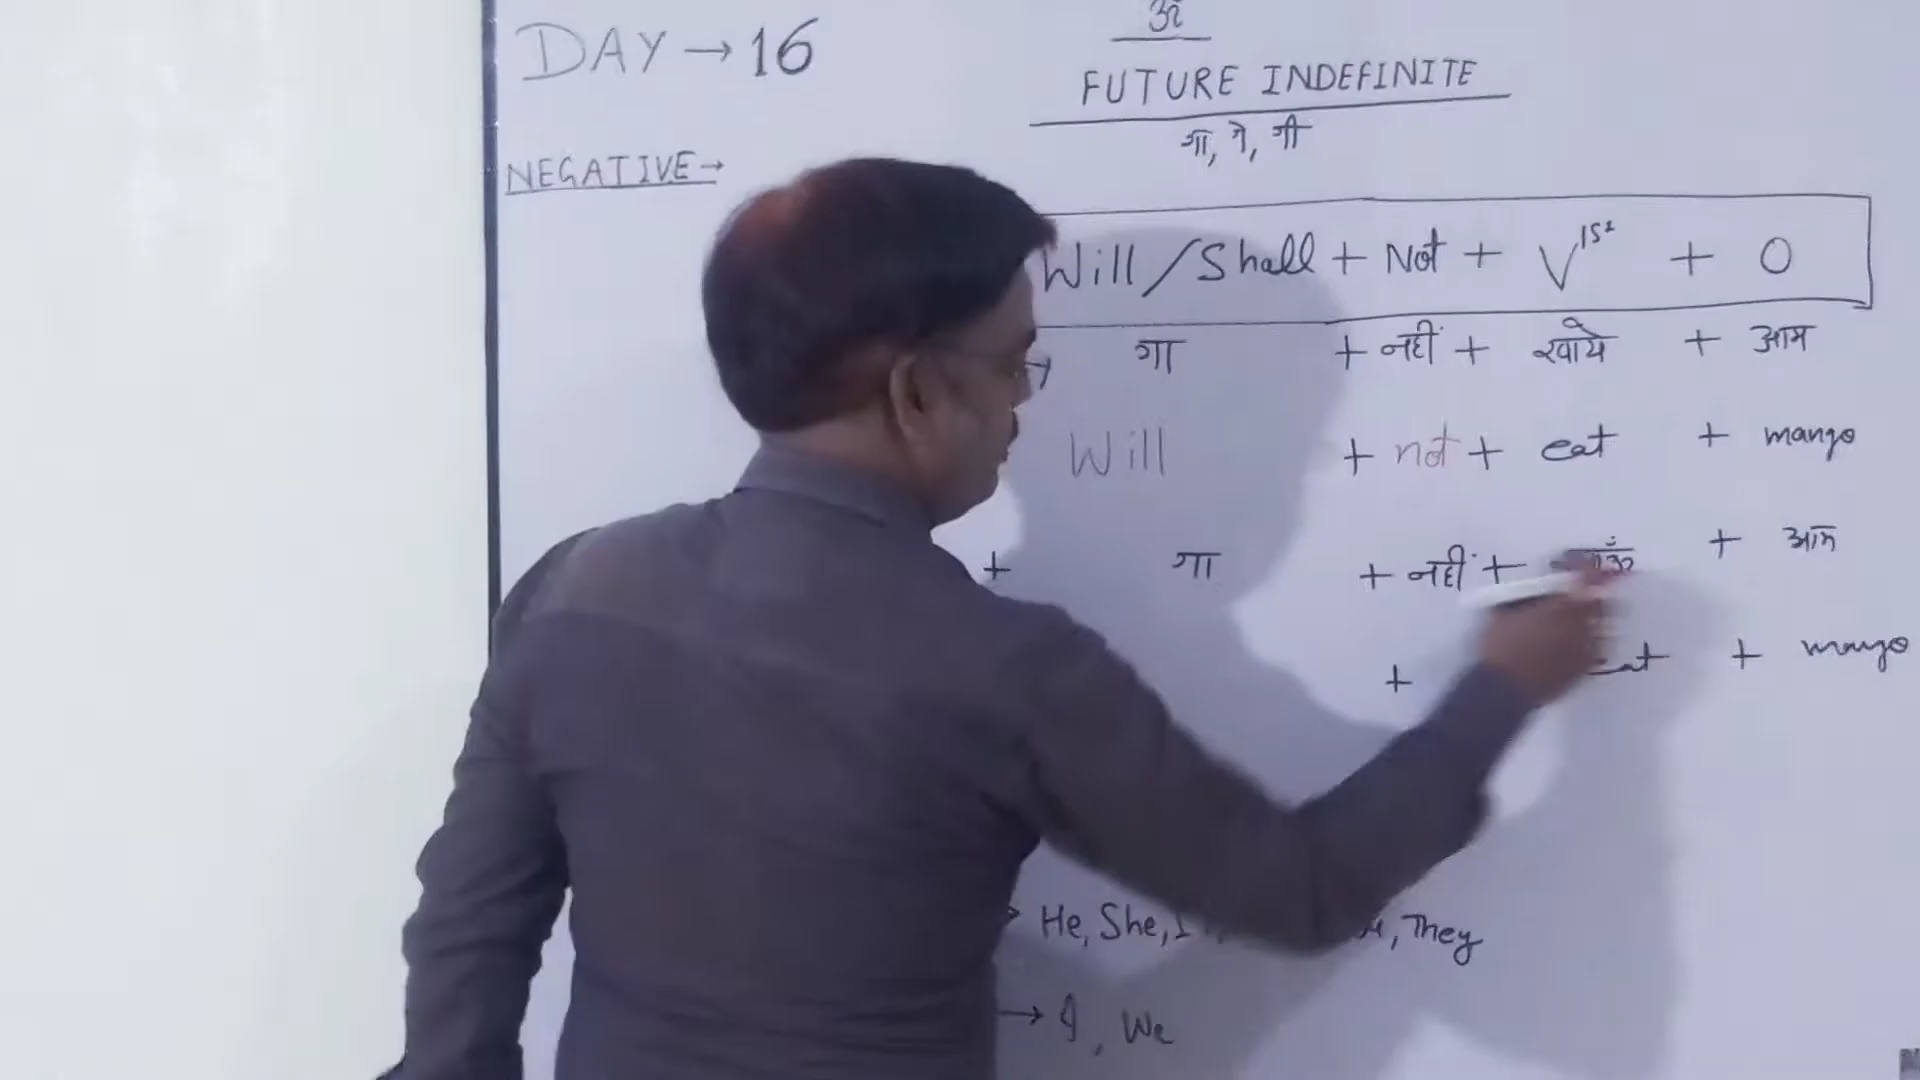 ॐ
DAY → 16
FUTURE INDEFINITE
गा, गे, गी
NEGATIVE →
Will/Shall + Not + V 1st + O
→ गा + नहीं + खाये + आम
Will + not + eat + mango
+ गा + नहीं + + आम
+ eat + mango
He, She, They
→ I, We